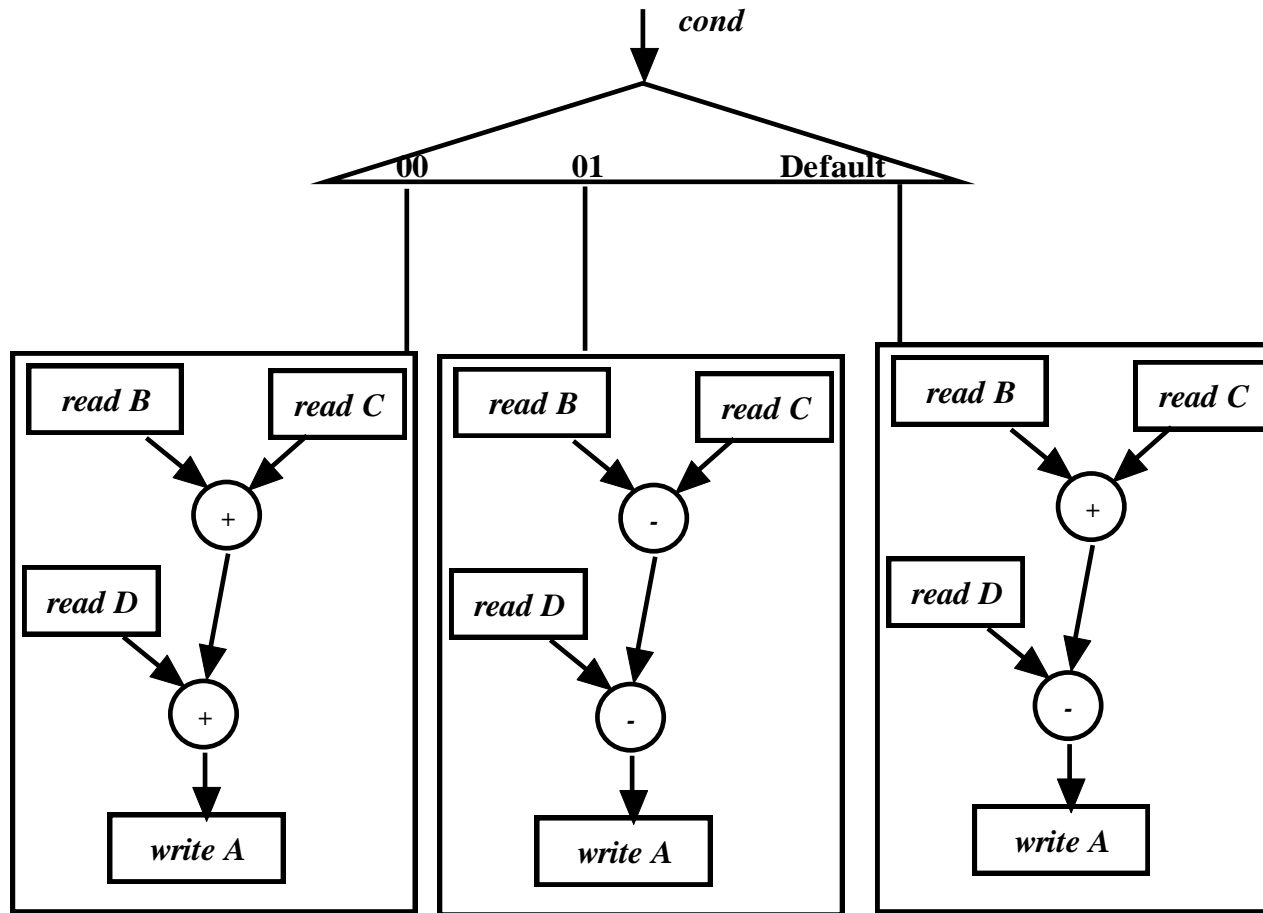 cond
00 01 Default
read B read C
+
read D
+
write A
read B read C
-
read D
-
write A
read B read C
+
read D
-
write A